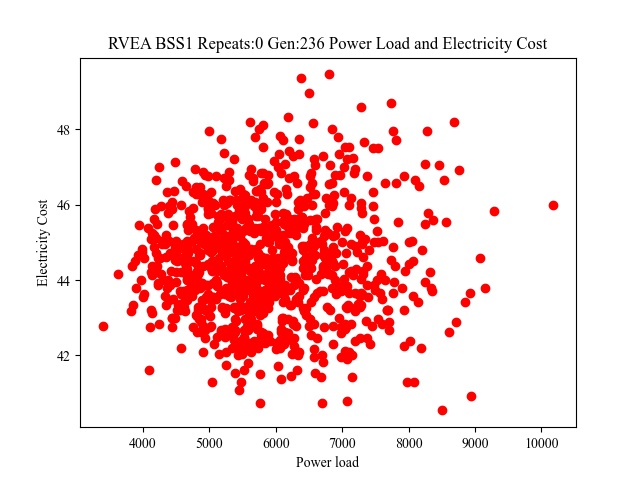 RVEA BSS1 Repeats:0 Gen:236 Power Load and Electricity Cost
48
46
44
42
Electricity Cost
4000 5000 6000 7000 8000 9000 10000
Power load